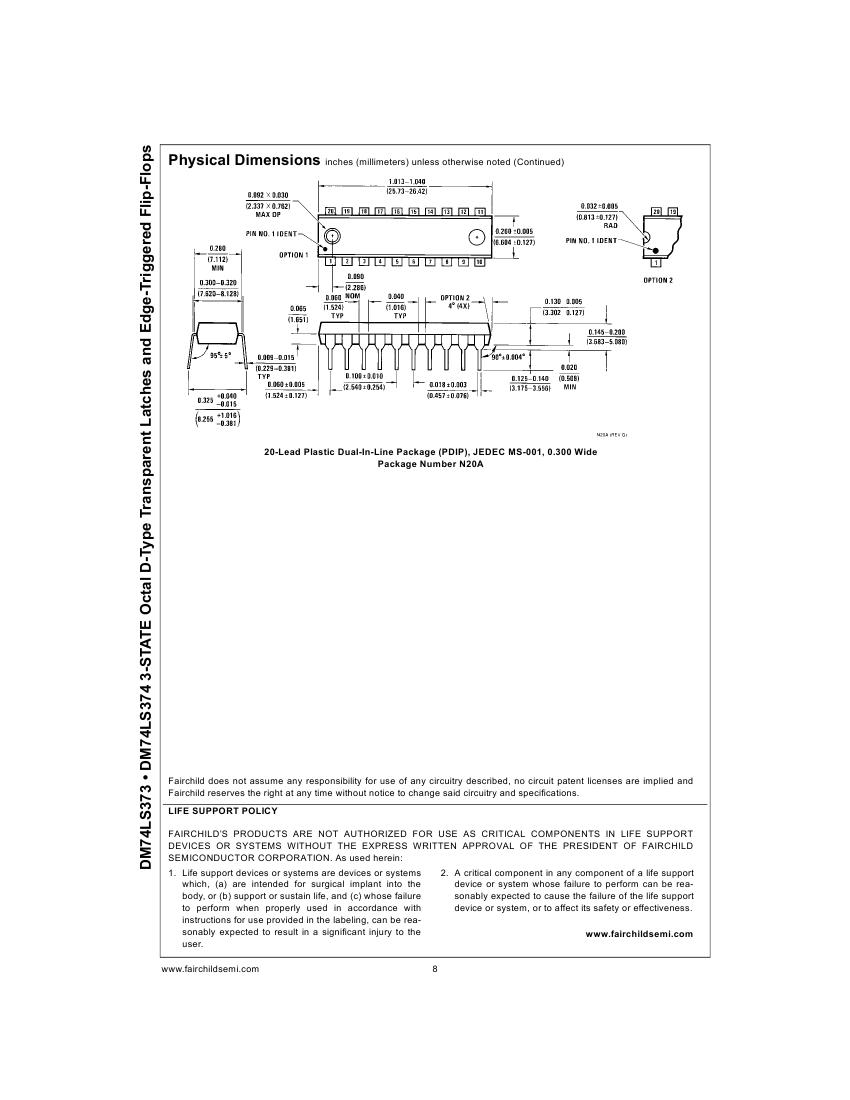 DM74LS373 • DM74LS374 3-STATE Octal D-Type Transparent Latches and Edge-Triggered Flip-Flops
Physical Dimensions inches (millimeters) unless otherwise noted (Continued)
1.013–1.040
(25.73–26.42)
0.092 × 0.030
(2.337 × 0.762)
MAX DP
20 19 18 17 16 15 14 13 12 11
PIN NO. 1 IDENT
OPTION 1
1 2 3 4 5 6 7 8 9 10
0.260 ±0.005
(6.604 ±0.127)
0.032 ±0.005
(0.813 ±0.127)
RAD
20 19
PIN NO. 1 IDENT
1
OPTION 2
0.280
(7.112)
MIN
0.300–0.320
(7.620–8.128)
0.090
(2.286)
NOM
0.060
(1.524)
TYP
0.040
(1.016)
TYP
OPTION 2
4° (4X)
0.130 0.005
(3.302 0.127)
0.065
(1.651)
0.145–0.200
(3.683–5.080)
95° ± 5°
0.009–0.015
(0.229–0.381)
TYP
90° ± 0.004°
0.020
(0.508)
MIN
0.100 ± 0.010
(2.540 ± 0.254)
0.060 ± 0.005
(1.524 ± 0.127)
0.018 ± 0.003
(0.457 ± 0.076)
0.125–0.140
(3.175–3.556)
0.325 +0.040 −0.015
(8.255 +1.016 −0.381)
N20A (REV G)
20-Lead Plastic Dual-In-Line Package (PDIP), JEDEC MS-001, 0.300 Wide
Package Number N20A
Fairchild does not assume any responsibility for use of any circuitry described, no circuit patent licenses are implied and
Fairchild reserves the right at any time without notice to change said circuitry and specifications.
LIFE SUPPORT POLICY
FAIRCHILD'S PRODUCTS ARE NOT AUTHORIZED FOR USE AS CRITICAL COMPONENTS IN LIFE SUPPORT
DEVICES OR SYSTEMS WITHOUT THE EXPRESS WRITTEN APPROVAL OF THE PRESIDENT OF FAIRCHILD
SEMICONDUCTOR CORPORATION. As used herein:
1. Life support devices or systems are devices or systems
which, (a) are intended for surgical implant into the
body, or (b) support or sustain life, and (c) whose failure
to perform when properly used in accordance with
instructions for use provided in the labeling, can be rea-
sonably expected to result in a significant injury to the
user.
2. A critical component in any component of a life support
device or system whose failure to perform can be rea-
sonably expected to cause the failure of the life support
device or system, or to affect its safety or effectiveness.
www.fairchildsemi.com
www.fairchildsemi.com
8